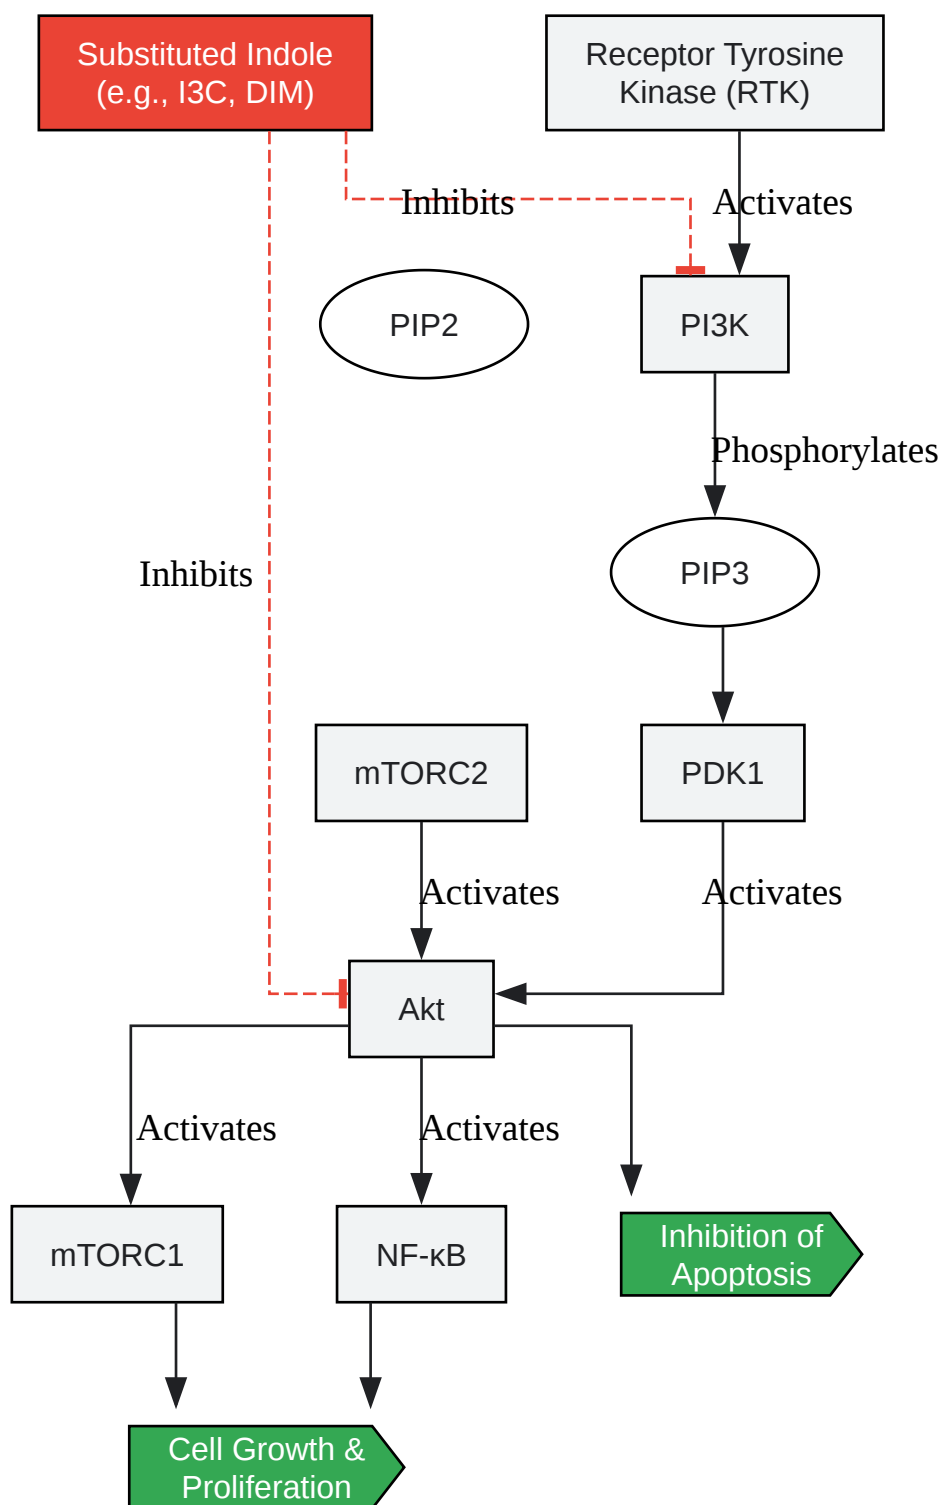 Substituted Indole
(e.g., I3C, DIM)
Receptor Tyrosine
Kinase (RTK)
Inhibits
Activates
PIP2
PI3K
Phosphorylates
Inhibits
PIP3
mTORC2
PDK1
Activates
Activates
Akt
Activates
Activates
mTORC1
NF-κB
Inhibition of
Apoptosis
Cell Growth &
Proliferation